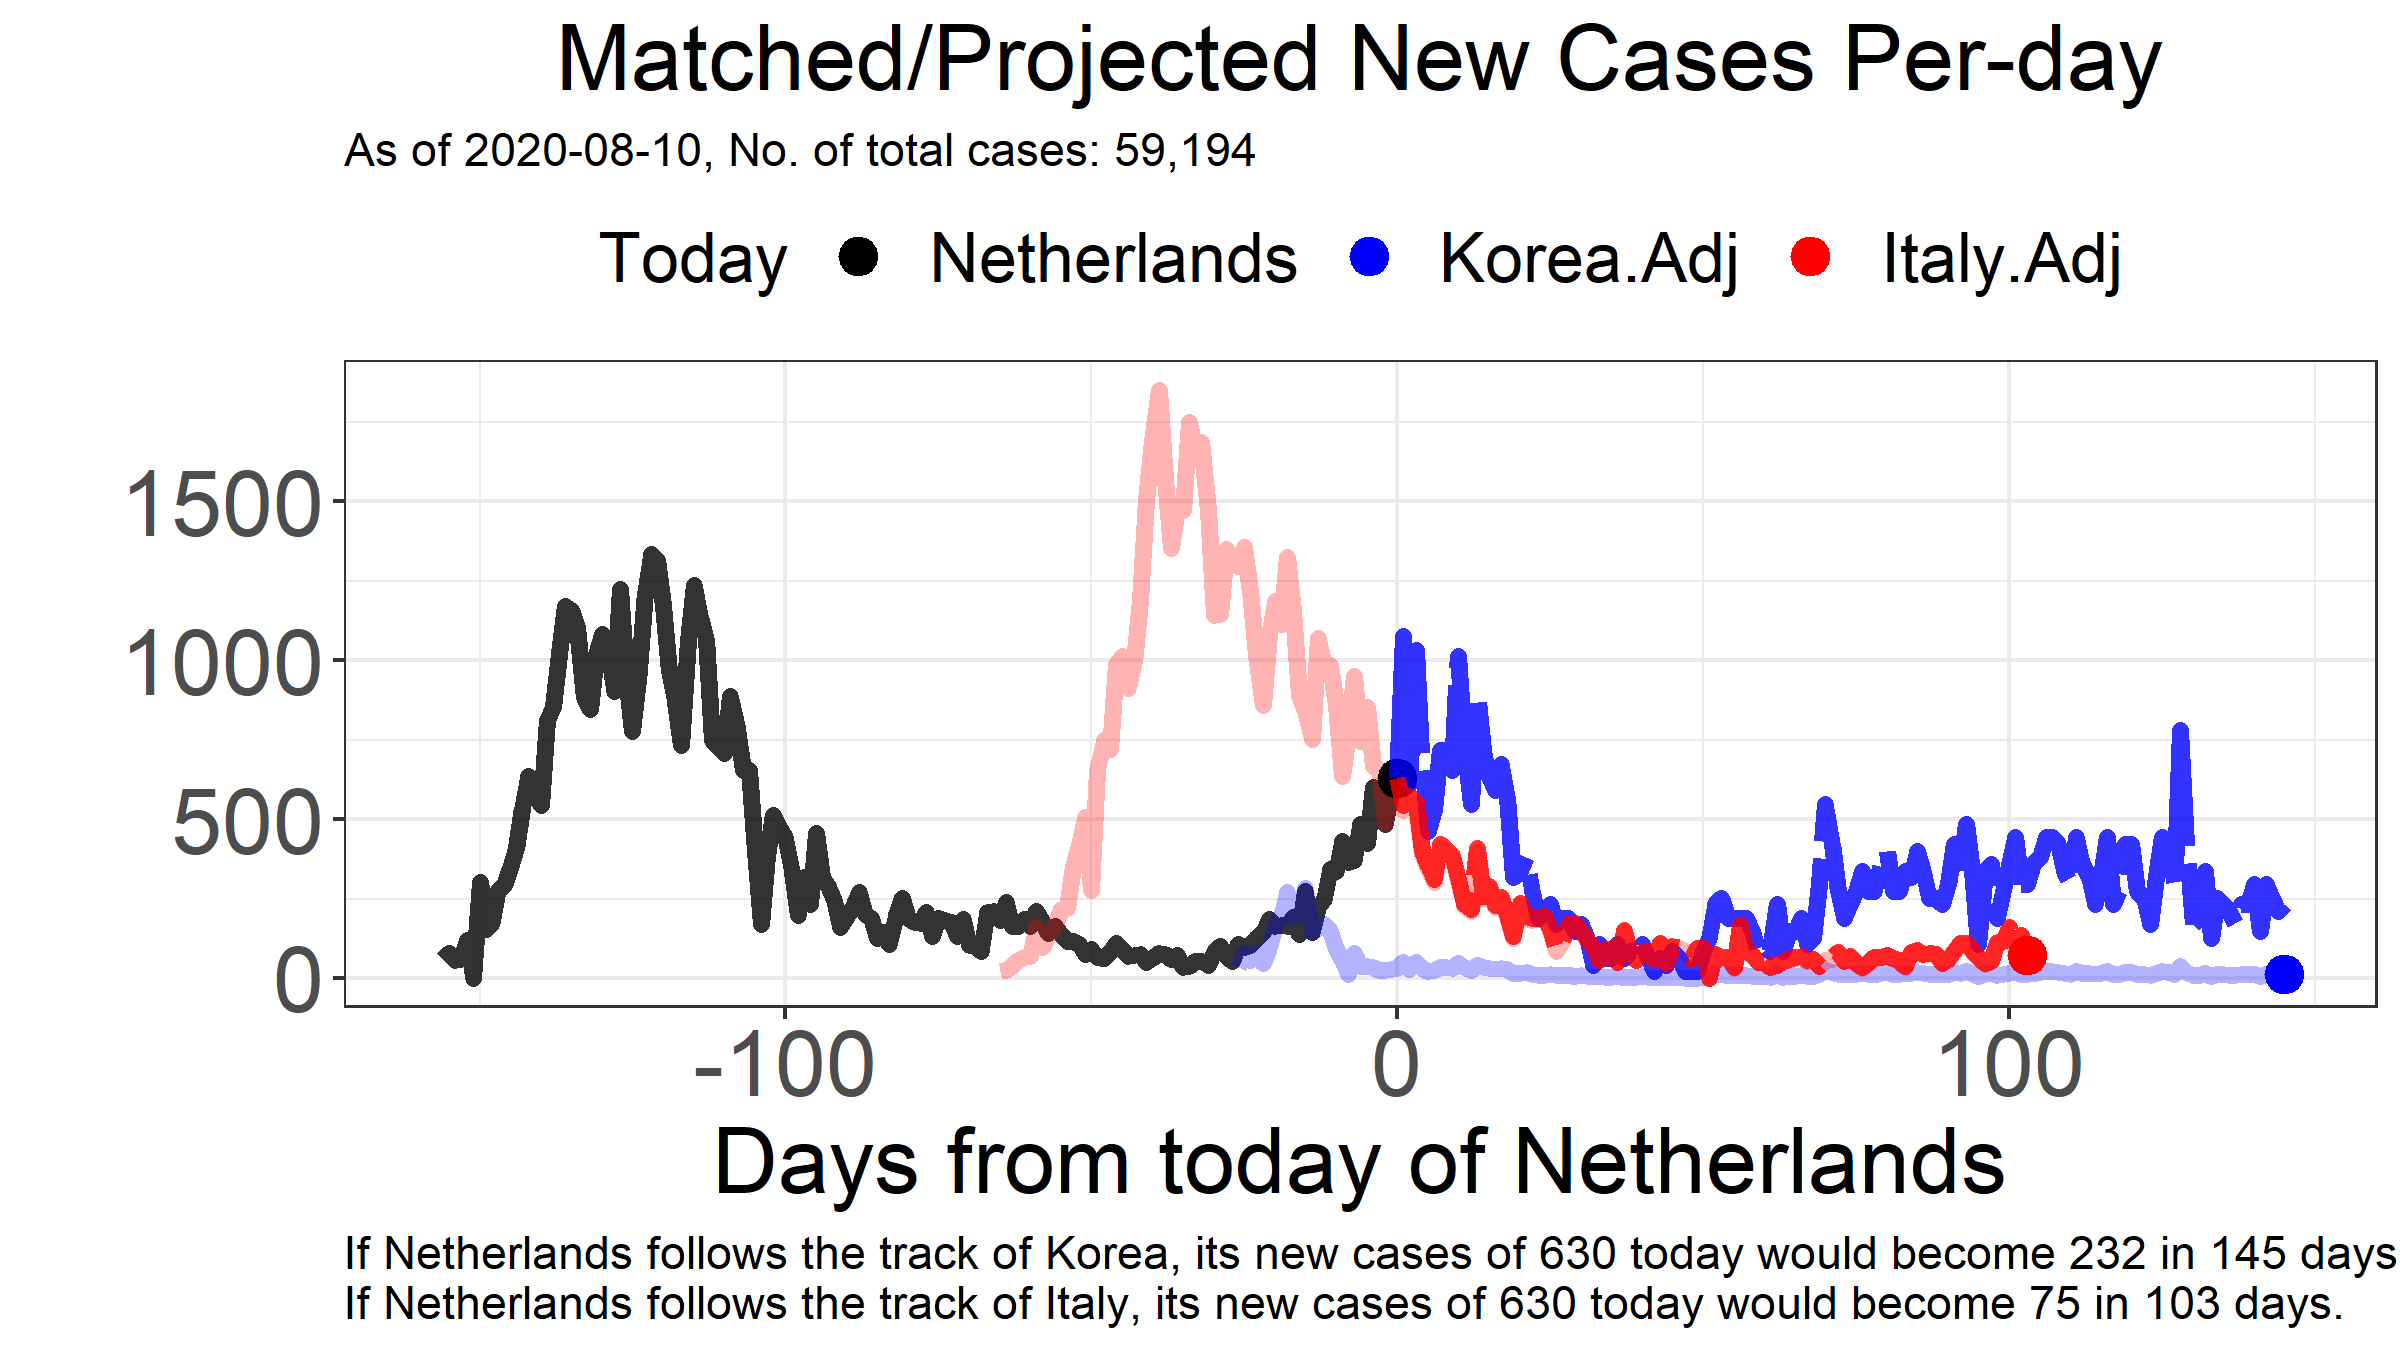 Matched/Projected New Cases Per-day
As of 2020-08-10, No. of total cases: 59,194
Today Netherlands Korea.Adj Italy.Adj
1500
1000
500
0
-100 0 100
Days from today of Netherlands
If Netherlands follows the track of Korea, its new cases of 630 today would become 232 in 145 days
If Netherlands follows the track of Italy, its new cases of 630 today would become 75 in 103 days.